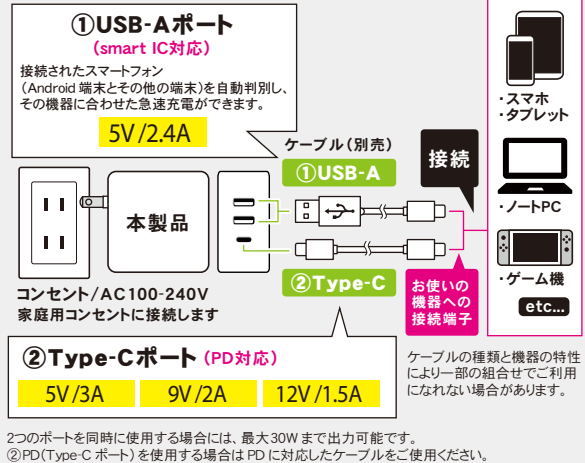 ①USB-Aポート
(smart IC対応)
接続されたスマートフォン
(Android 端末とその他の端末)を自動判別し、
その機器に合わせた急速充電ができます。
5V/2.4A
ケーブル(別売)
①USB-A
接続
本製品
②Type-C
お使いの
機器への
接続端子
コンセント/AC100-240V
家庭用コンセントに接続します
・スマホ
・タブレット
・ノートPC
・ゲーム機
etc...
②Type-Cポート(PD対応)
5V/3A 9V/2A 12V/1.5A
ケーブルの種類と機器の特性
により一部の組合せでご利用
になれない場合があります。
2つのポートを同時に使用する場合には、最大30Wまで出力可能です。
②PD(Type-C ポート)を使用する場合は PD に対応したケーブルをご使用ください。